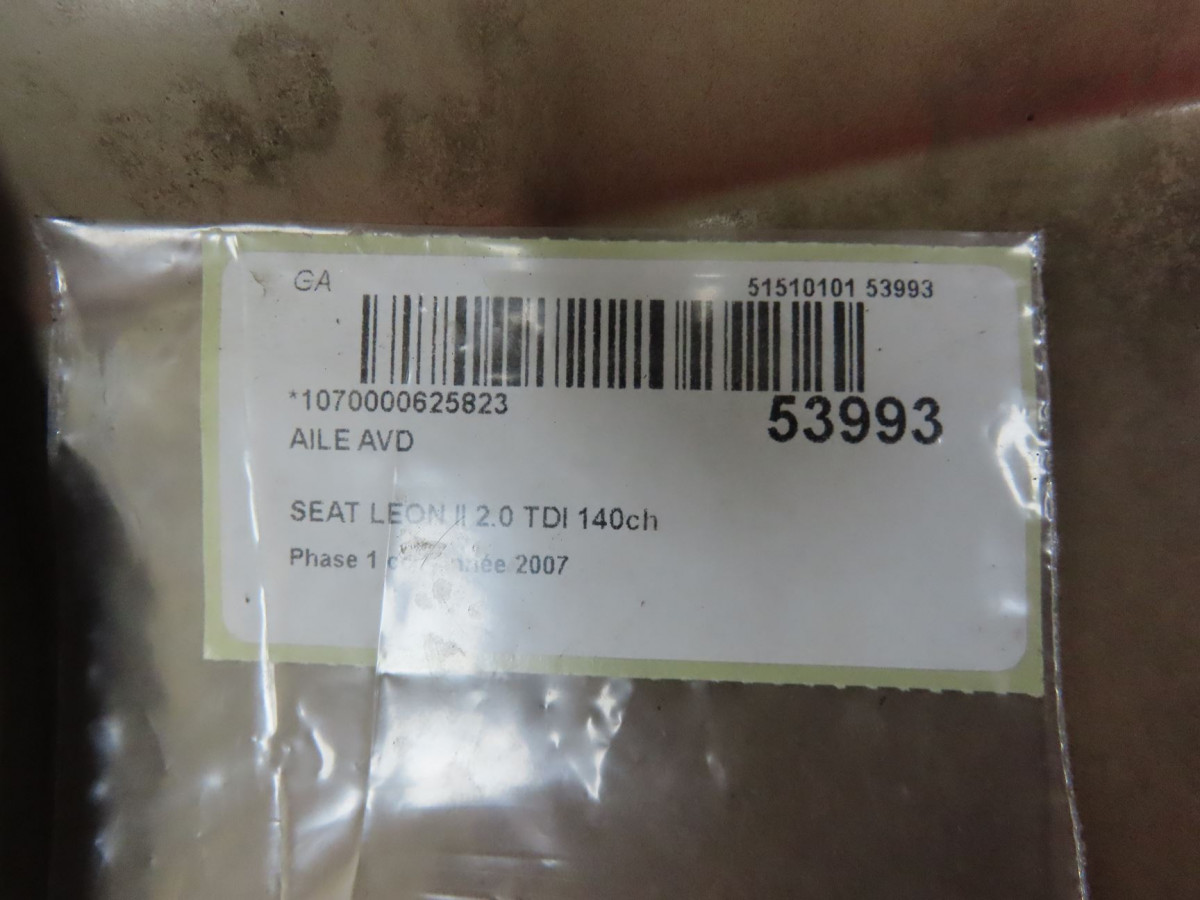 GA
51510101 53993
*1070000625823
53993
AILE AVD
SEAT LEON II 2.0 TDI 140ch
Phase 1 2007